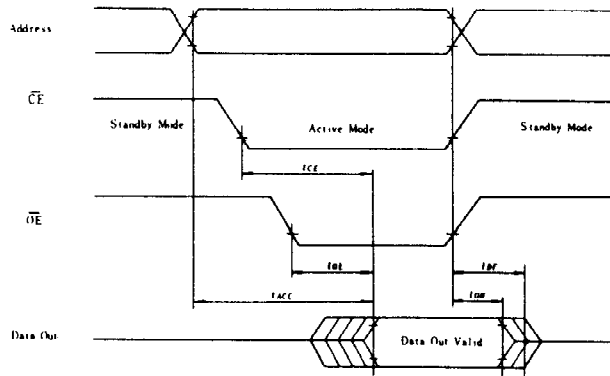 Address
CE
Standby Mode
Active Mode
Standby Mode
tCE
OE
tOE
tDF
tACC
tOH
Data Out
Data Out Valid